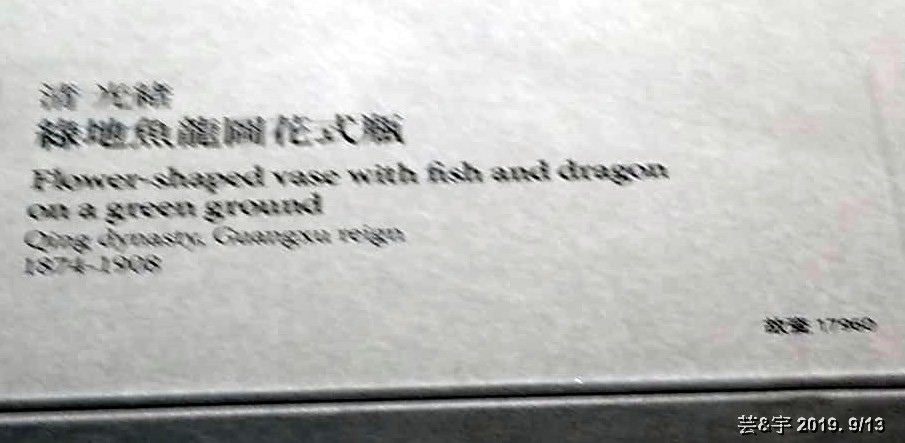 清 光緒
綠地魚龍圖花式瓶
Flower-shaped vase with fish and dragon
on a green ground
Qing dynasty, Guangxu reign
1874-1908
故瓷 17960
芸&宇 2019. 9/13